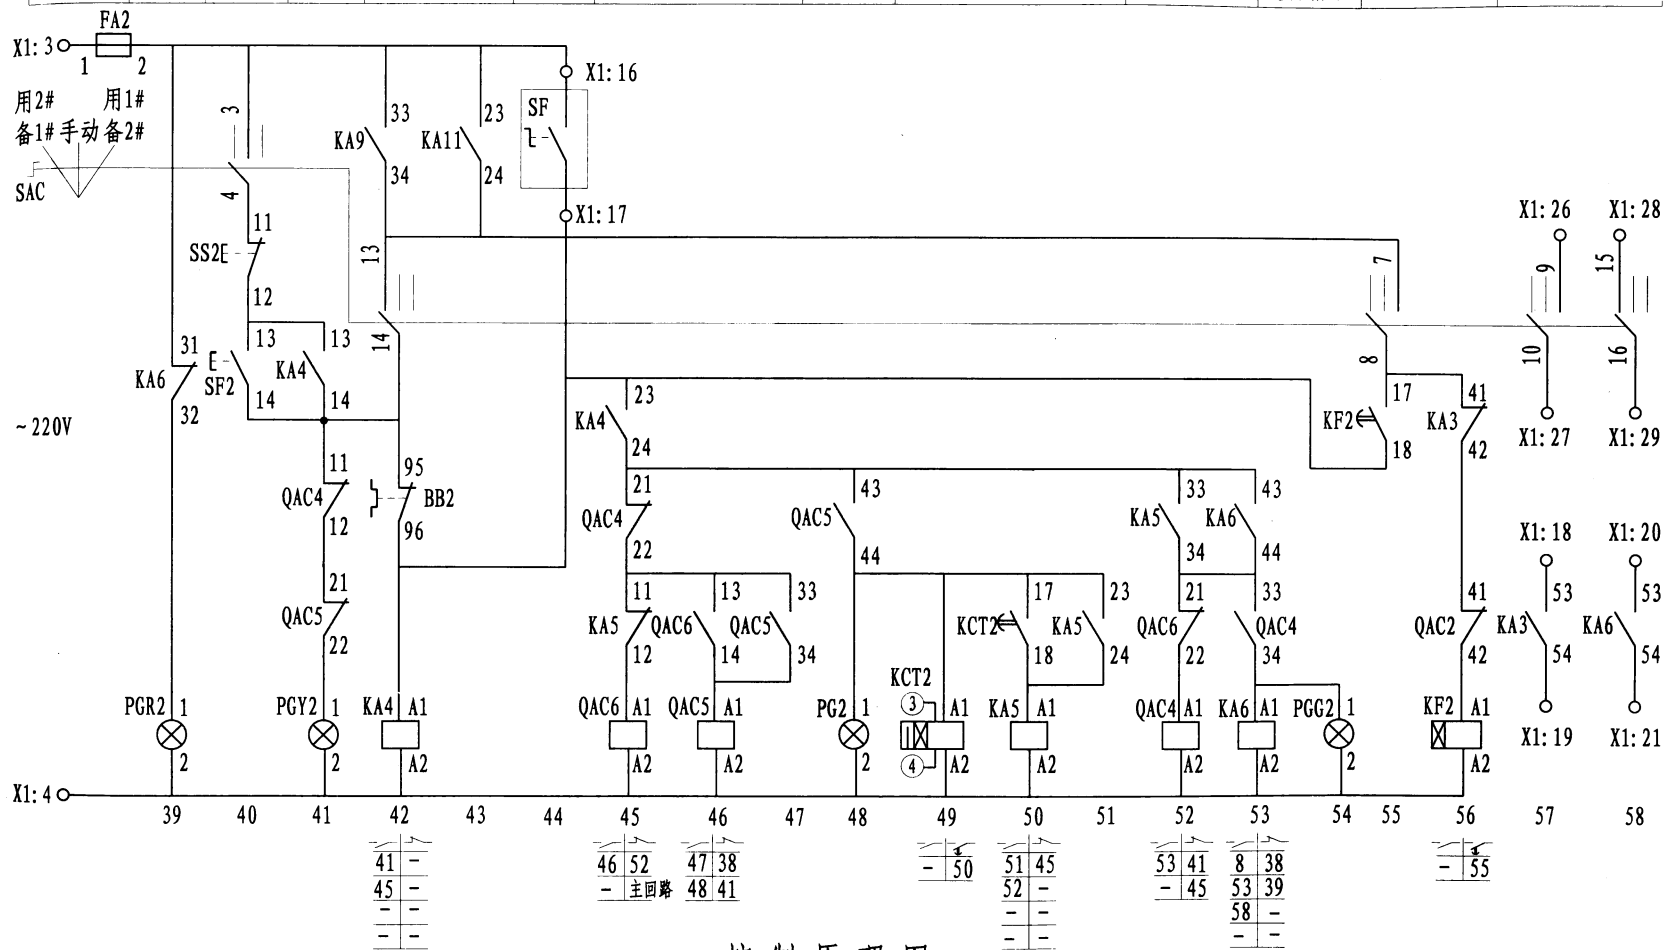 FA2
X1:3
1 2
X1:16
用2# 用1#
备1# 手动 备2#
SAC
3
4
33
KA9
34
23
KA11
24
SF
X1:17
11
SS2
12
13
14
7
8
X1:26 X1:28
9
15
10
16
X1:27 X1:29
31
KA6
32
13
SF2
14
13
KA4
14
~220V
23
KA4
24
17
KF2
18
41
KA3
42
11
QAC4
12
95
BB2
96
21
QAC4
22
43
QAC5
44
33
KA5
34
43
KA6
44
X1:18 X1:20
21
QAC5
22
11
KA5
12
13
QAC6
14
33
QAC5
34
17
KCT2
18
23
KA5
24
21
QAC6
22
33
QAC4
34
41
QAC2
42
53
KA3
54
53
KA6
54
PGR2 1
2
PGY2 1
2
KA4 A1
A2
QAC6 A1
A2
QAC5 A1
A2
PG2 1
2
KCT2
3
4
A1
A2
KA5 A1
A2
QAC4 A1
A2
KA6 A1
A2
PGG2 1
2
KF2 A1
A2
X1:19 X1:21
X1:4
39 40 41 42 43 44 45 46 47 48 49 50 51 52 53 54 55 56 57 58
41 - 46 52 47 38 - 50 51 45 53 41 8 38 - 55
45 - - 主回路 48 41 52 - - 45 53 39
- - - - 58 -
- - - - - -